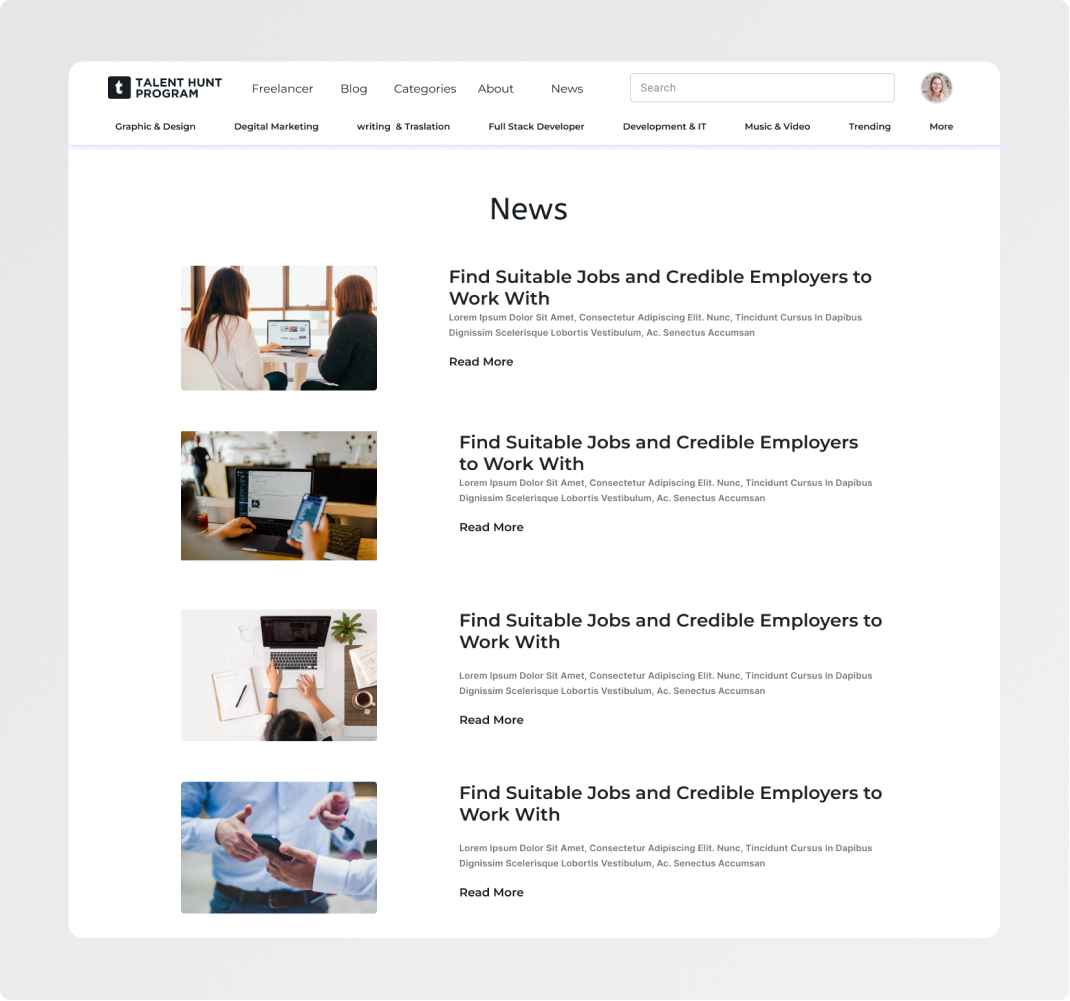 t TALENT HUNT PROGRAM
Freelancer Blog Categories About News Search
Graphic & Design Degital Marketing writing & Traslation Full Stack Developer Development & IT Music & Video Trending More
News
Find Suitable Jobs and Credible Employers to
Work With
Lorem Ipsum Dolor Sit Amet, Consectetur Adipiscing Elit. Nunc, Tincidunt Cursus In Dapibus
Dignissim Scelerisque Lobortis Vestibulum, Ac. Senectus Accumsan
Read More
Find Suitable Jobs and Credible Employers
to Work With
Lorem Ipsum Dolor Sit Amet, Consectetur Adipiscing Elit. Nunc, Tincidunt Cursus In Dapibus
Dignissim Scelerisque Lobortis Vestibulum, Ac. Senectus Accumsan
Read More
Find Suitable Jobs and Credible Employers to
Work With
Lorem Ipsum Dolor Sit Amet, Consectetur Adipiscing Elit. Nunc, Tincidunt Cursus In Dapibus
Dignissim Scelerisque Lobortis Vestibulum, Ac. Senectus Accumsan
Read More
Find Suitable Jobs and Credible Employers to
Work With
Lorem Ipsum Dolor Sit Amet, Consectetur Adipiscing Elit. Nunc, Tincidunt Cursus In Dapibus
Dignissim Scelerisque Lobortis Vestibulum, Ac. Senectus Accumsan
Read More